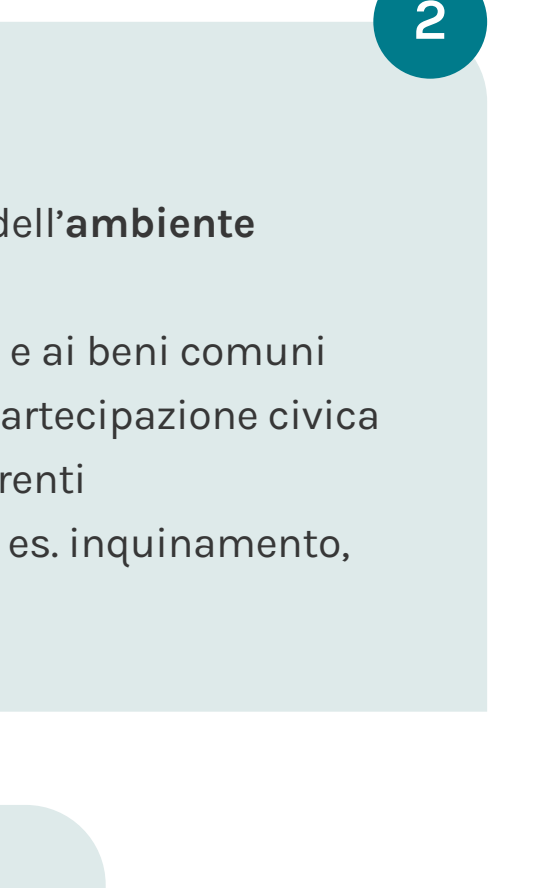 2
dell’ambiente
e ai beni comuni
artecipazione civica
renti
es. inquinamento,